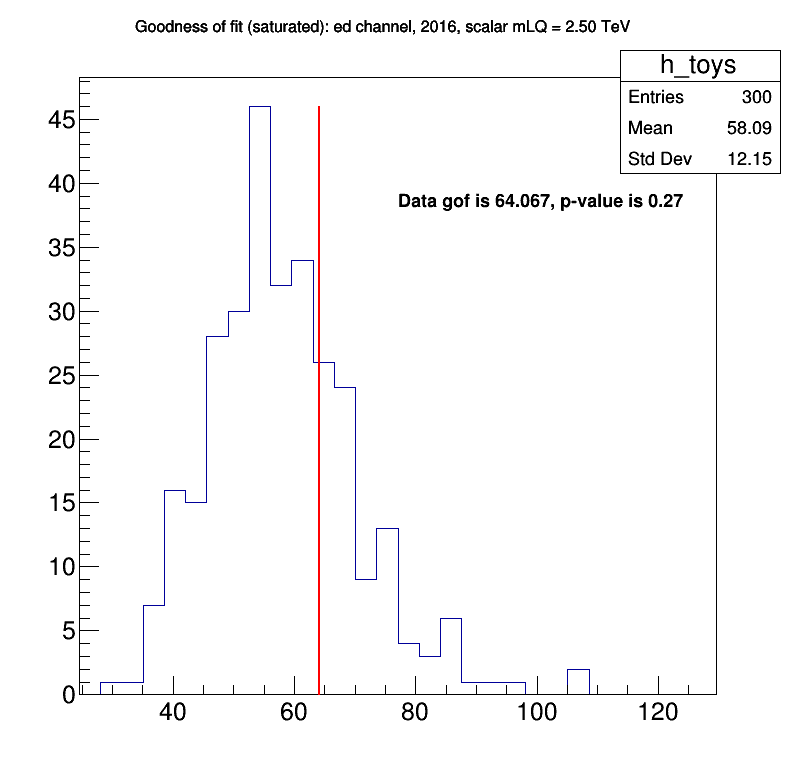 Goodness of fit (saturated): ed channel, 2016, scalar mLQ = 2.50 TeV
h_toys
Entries 300
Mean 58.09
Std Dev 12.15
Data gof is 64.067, p-value is 0.27
45
40
35
30
25
20
15
10
5
0
40 60 80 100 120